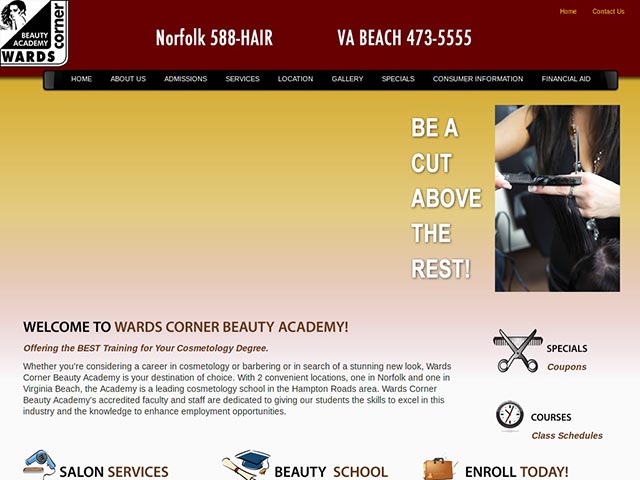 BEAUTY
ACADEMY
WARDS
corner
Norfolk 588-HAIR
VA BEACH 473-5555
Home
Contact Us
HOME
ABOUT US
ADMISSIONS
SERVICES
LOCATION
GALLERY
SPECIALS
CONSUMER INFORMATION
FINANCIAL AID
BE A
CUT
ABOVE
THE
REST!
WELCOME TO WARDS CORNER BEAUTY ACADEMY!
Offering the BEST Training for Your Cosmetology Degree.
Whether you're considering a career in cosmetology or barbering or in search of a stunning new look, Wards
Corner Beauty Academy is your destination of choice. With 2 convenient locations, one in Norfolk and one in
Virginia Beach, the Academy is a leading cosmetology school in the Hampton Roads area. Wards Corner
Beauty Academy's accredited faculty and staff are dedicated to giving our students the skills to excel in this
industry and the knowledge to enhance employment opportunities.
SPECIALS
Coupons
COURSES
Class Schedules
SALON SERVICES
BEAUTY SCHOOL
ENROLL TODAY!